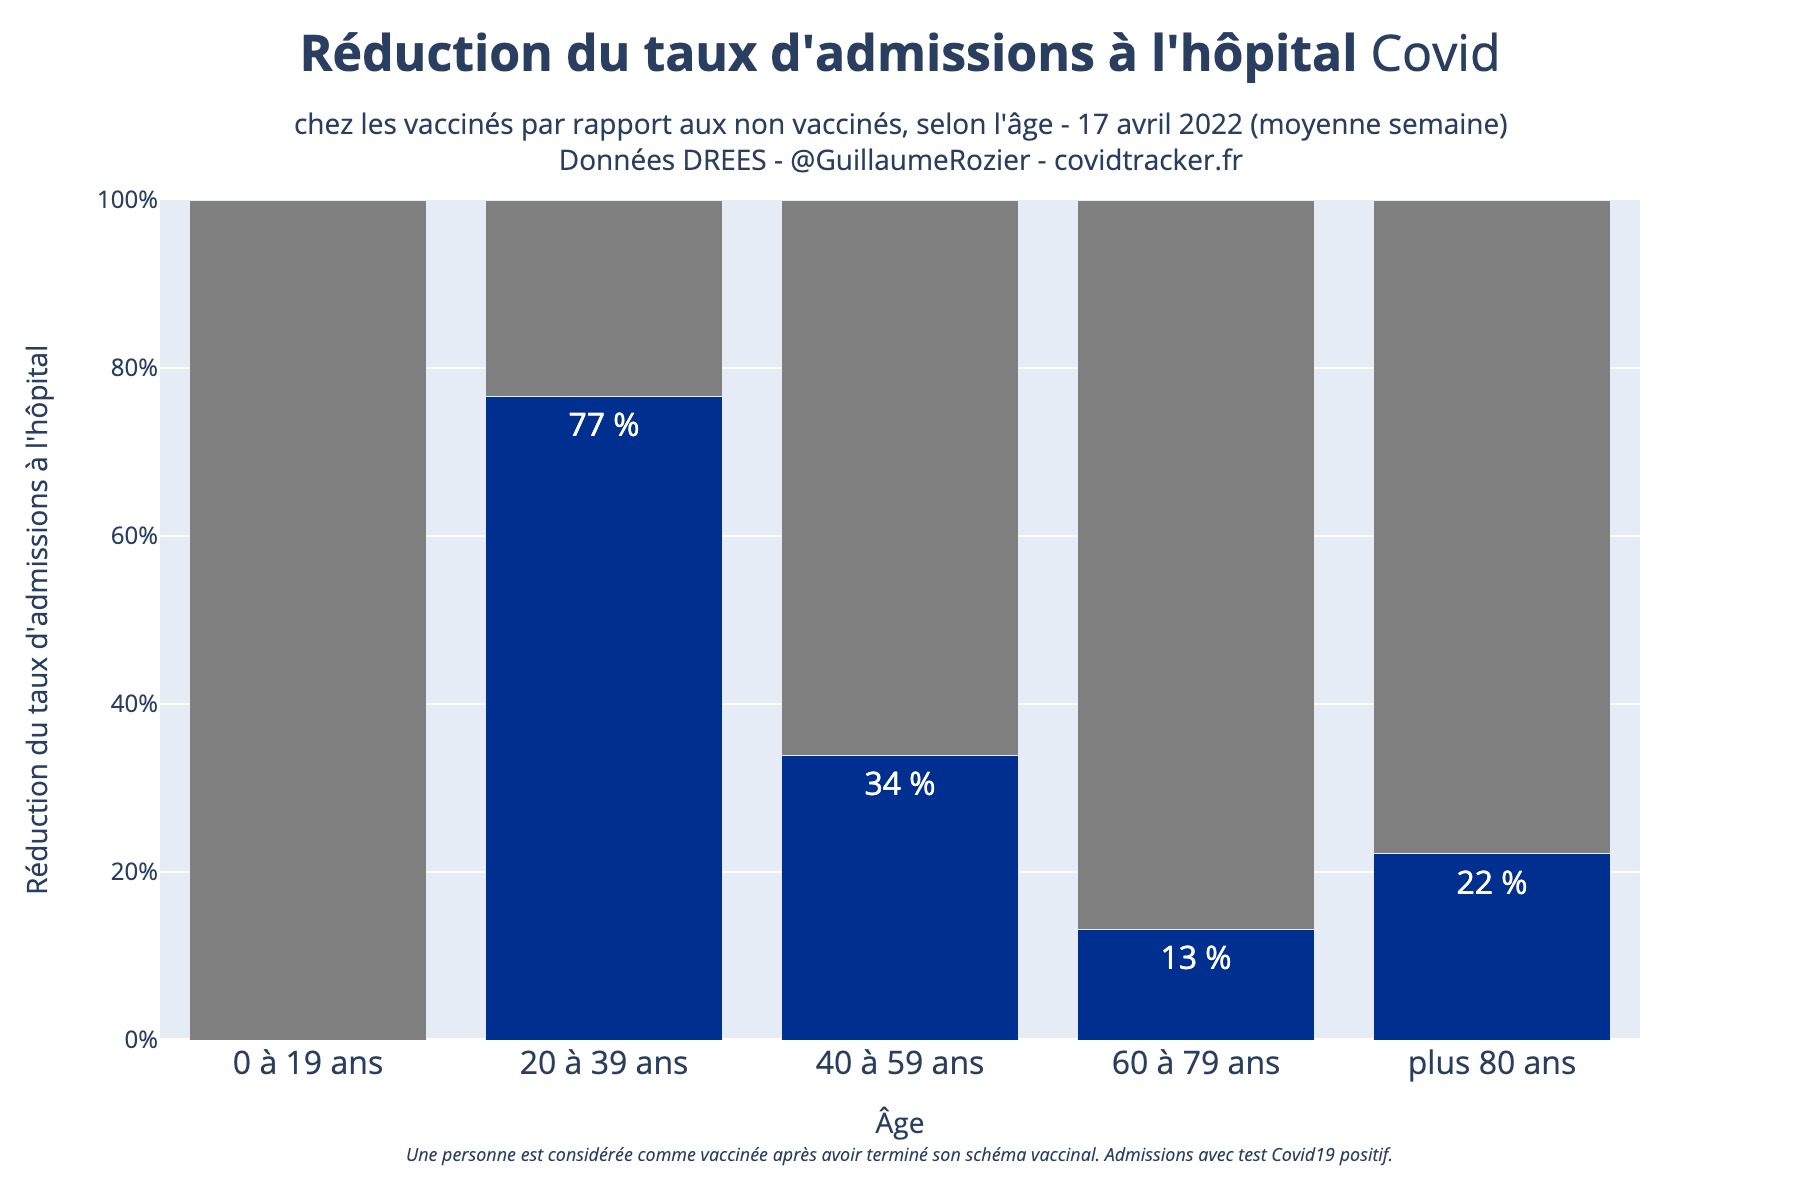 Réduction du taux d'admissions à l'hôpital Covid
chez les vaccinés par rapport aux non vaccinés, selon l'âge - 17 avril 2022 (moyenne semaine)
Données DREES - @GuillaumeRozier - covidtracker.fr
Réduction du taux d'admissions à l'hôpital
100%
80%
60%
40%
20%
0%
77 %
34 %
13 %
22 %
0 à 19 ans
20 à 39 ans
40 à 59 ans
60 à 79 ans
plus 80 ans
Âge
Une personne est considérée comme vaccinée après avoir terminé son schéma vaccinal. Admissions avec test Covid19 positif.